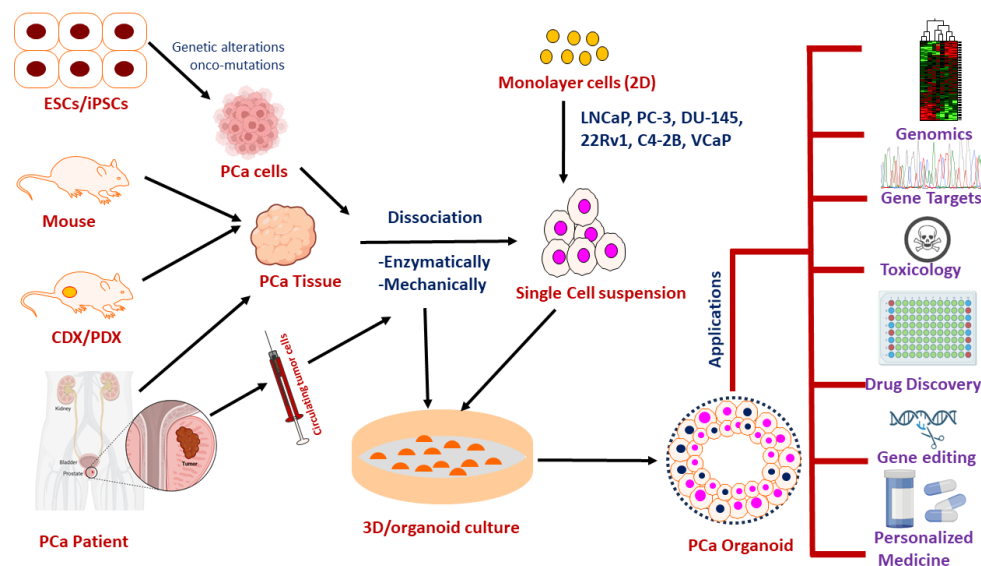 Genetic alterations
onco-mutations
ESCs/iPSCs
PCa cells
Mouse
CDX/PDX
PCa Tissue
Kidney
Bladder
Prostate
Tumor
PCa Patient
Circulating tumor cells
Dissociation
-Enzymatically
-Mechanically
Monolayer cells (2D)
LNCaP, PC-3, DU-145,
22Rv1, C4-2B, VCaP
Single Cell suspension
3D/organoid culture
PCa Organoid
Applications
Genomics
Gene Targets
Toxicology
Drug Discovery
Gene editing
Personalized
Medicine